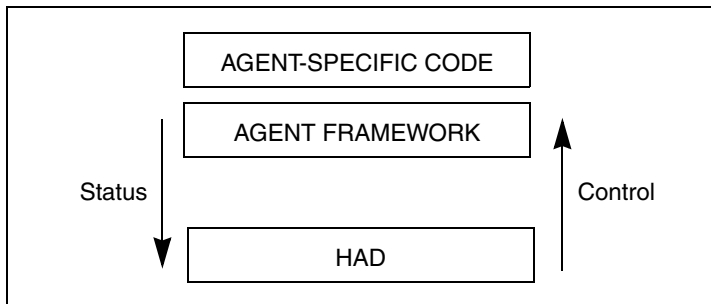 AGENT-SPECIFIC CODE
AGENT FRAMEWORK
Status
Control
HAD